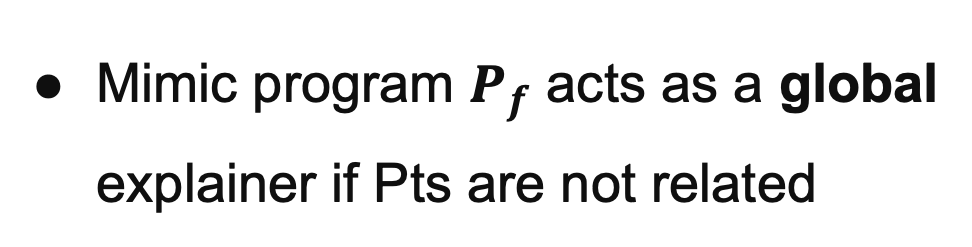 ● Mimic program P_f acts as a global
explainer if Pts are not related